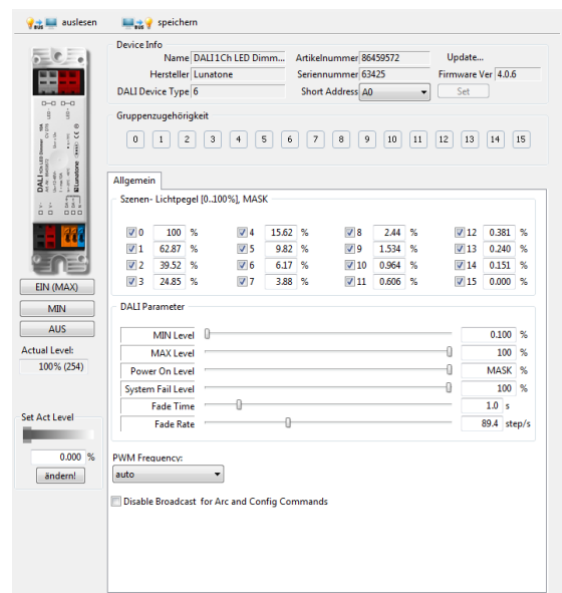 auslesen speichern
Device Info
Name DALI 1Ch LED Dimm... Artikelnummer 86459572 Update...
Hersteller Lunatone Seriennummer 63425 Firmware Ver 4.0.6
DALI Device Type 6 Short Address A0 Set
Gruppenzugehörigkeit
0 1 2 3 4 5 6 7 8 9 10 11 12 13 14 15
Allgemein
Szenen- Lichtpegel [0..100%], MASK
0 100 % 4 15.62 % 8 2.44 % 12 0.381 %
1 62.87 % 5 9.82 % 9 1.534 % 13 0.240 %
2 39.52 % 6 6.17 % 10 0.964 % 14 0.151 %
3 24.85 % 7 3.88 % 11 0.606 % 15 0.000 %
EIN (MAX)
MIN
AUS
Actual Level:
100% (254)
Set Act Level
0.000 %
ändern!
DALI Parameter
MIN Level 0.100 %
MAX Level 100 %
Power On Level MASK %
System Fail Level 100 %
Fade Time 1.0 s
Fade Rate 89.4 step/s
PWM Frequency:
auto
Disable Broadcast for Arc and Config Commands